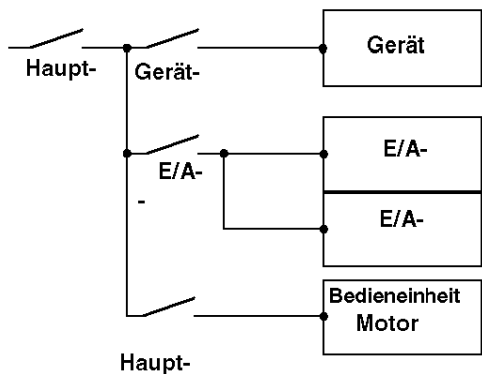 Gerät
Haupt-
Gerät-
E/A-
E/A-
-
E/A-
Bedieneinheit
Motor
Haupt-